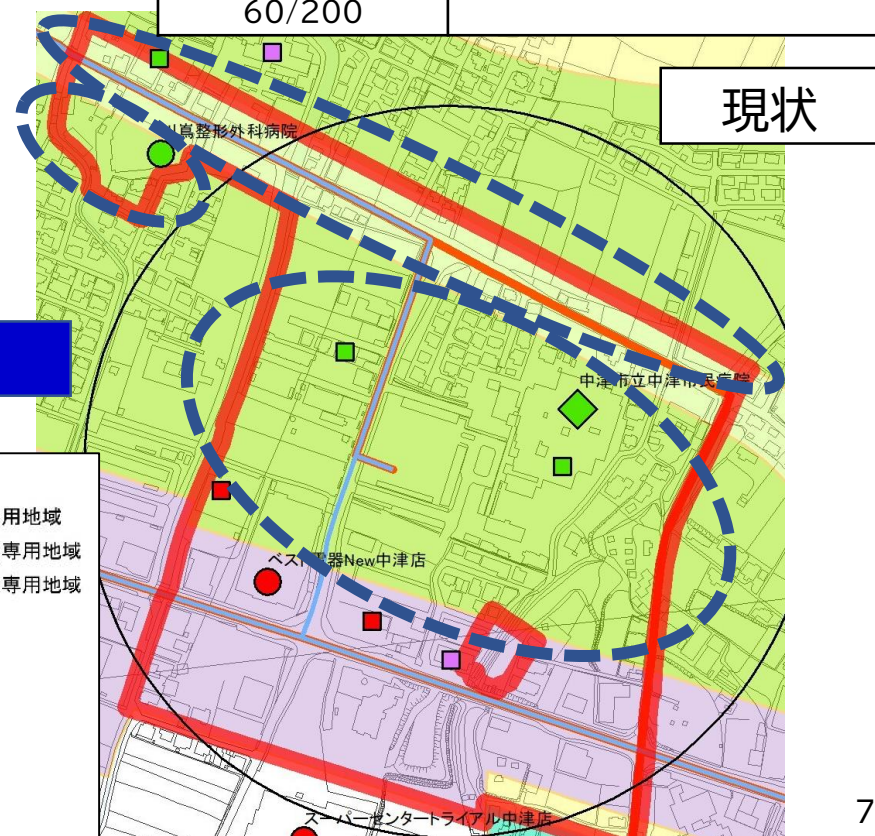 60/200
現状
川嶌整形外科病院
中津市立中津市民病院
用地域
専用地域
専用地域
ベスト電器New中津店
スーパーセンタートライアル中津店
7